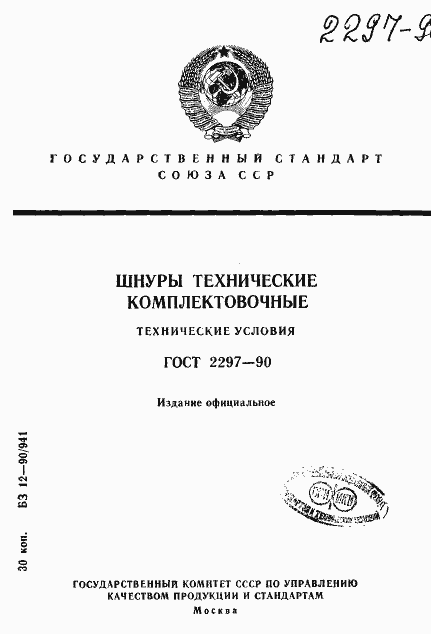 2297-9
ГОСУДАРСТВЕННЫЙ СТАНДАРТ
СОЮЗА ССР
ШНУРЫ ТЕХНИЧЕСКИЕ
КОМПЛЕКТОВОЧНЫЕ
ТЕХНИЧЕСКИЕ УСЛОВИЯ
ГОСТ 2297—90
Издание официальное
30 коп. БЗ 12—90/941
ГОСУДАРСТВЕННЫЙ КОМИТЕТ СССР ПО УПРАВЛЕНИЮ
КАЧЕСТВОМ ПРОДУКЦИИ И СТАНДАРТАМ
Москва